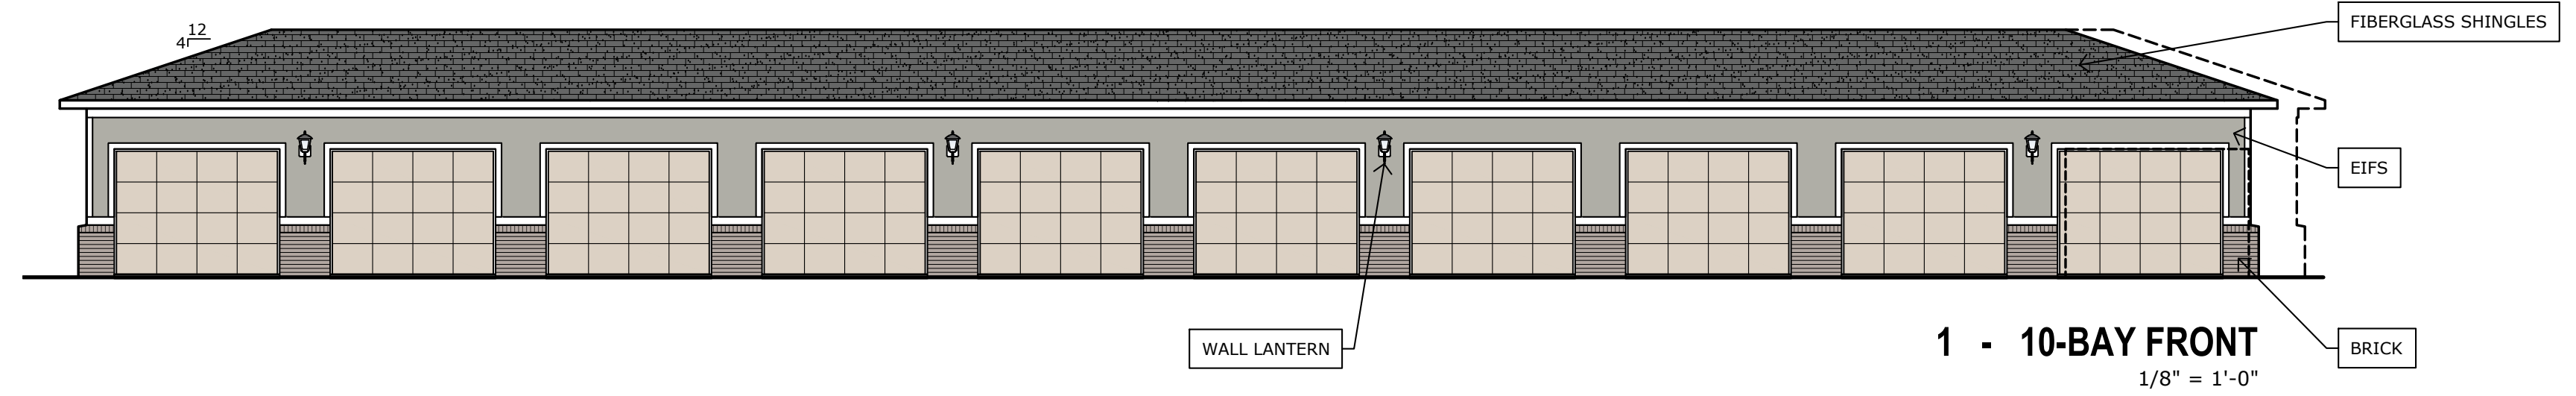 12
4
FIBERGLASS SHINGLES
EIFS
WALL LANTERN
BRICK
1 - 10-BAY FRONT
1/8" = 1'-0"